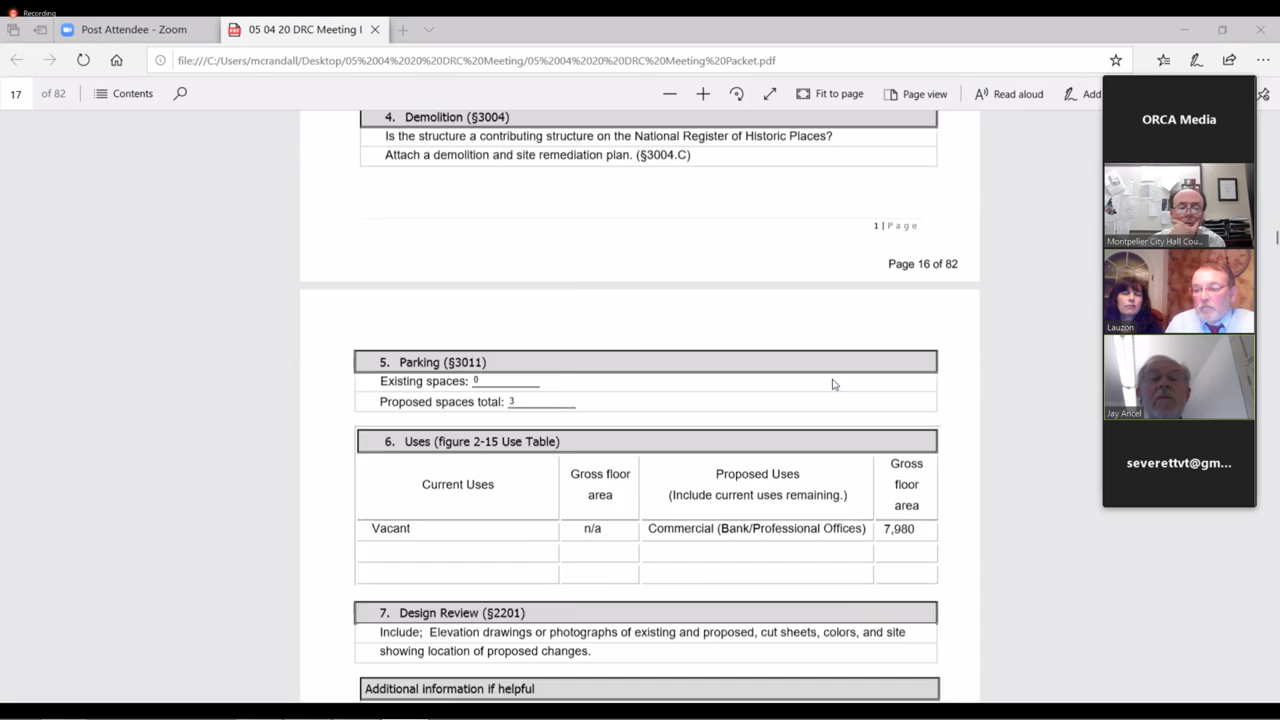 Recording
Post Attendee - Zoom
05 04 20 DRC Meeting I
file:///C:/Users/mcrandall/Desktop/05%2004%2020%20DRC%20Meeting/05%2004%2020%20DRC%20Meeting%20Packet.pdf
17 of 82
Contents
Fit to page
Page view
Read aloud
Add
4. Demolition (§3004)
Is the structure a contributing structure on the National Register of Historic Places?
Attach a demolition and site remediation plan. (§3004.C)
1 | Page
Page 16 of 82
5. Parking (§3011)
Existing spaces: 0
Proposed spaces total: 3
6. Uses (figure 2-15 Use Table)
Current Uses
Gross floor
area
Proposed Uses
(Include current uses remaining.)
Gross
floor
area
Vacant n/a Commercial (Bank/Professional Offices) 7,980
7. Design Review (§2201)
Include; Elevation drawings or photographs of existing and proposed, cut sheets, colors, and site
showing location of proposed changes.
Additional information if helpful
ORCA Media
Montpelier City Hall Cou...
Lauzon
Jay Ancel
severettvt@gm...